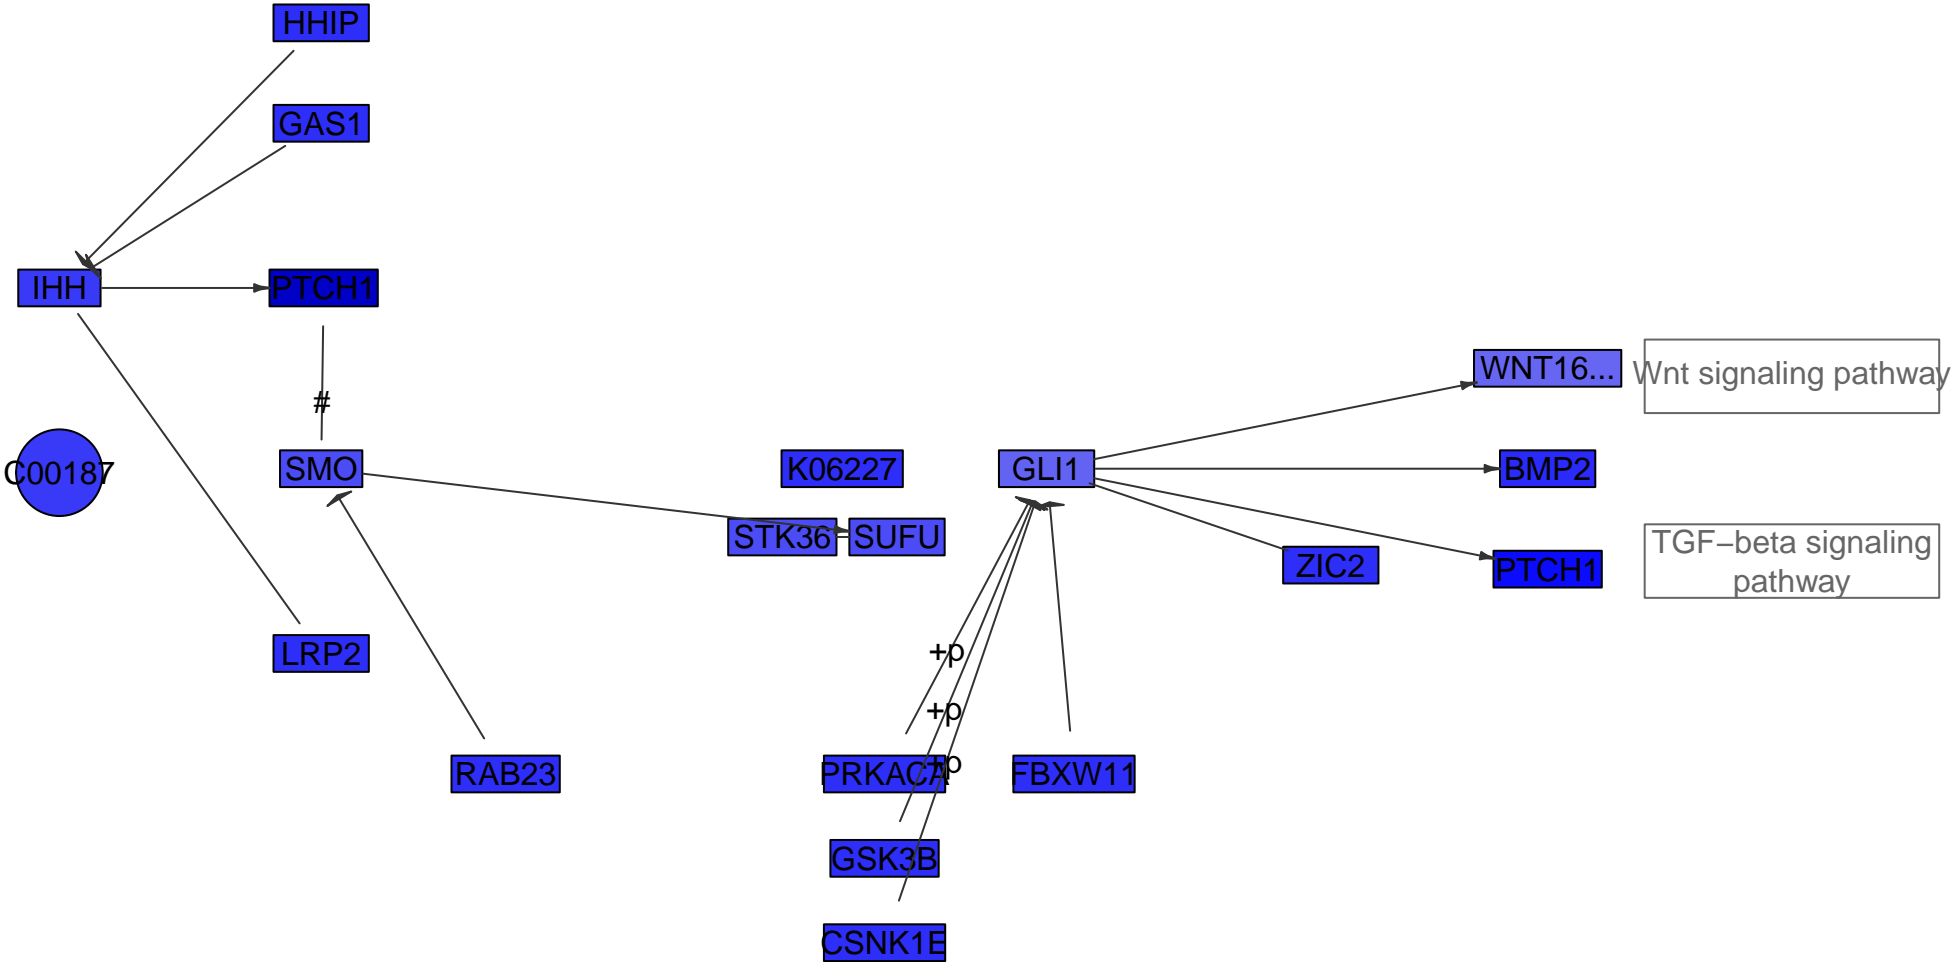 HHIP
GAS1
IHH
PTCH1
WNT16...
Wnt signaling pathway
#
C00187
SMO
K06227
GLI1
BMP2
STK36
SUFU
ZIC2
PTCH1
TGF−beta signaling
pathway
LRP2
+p
+p
+p
RAB23
PRKACA
FBXW11
GSK3B
CSNK1E